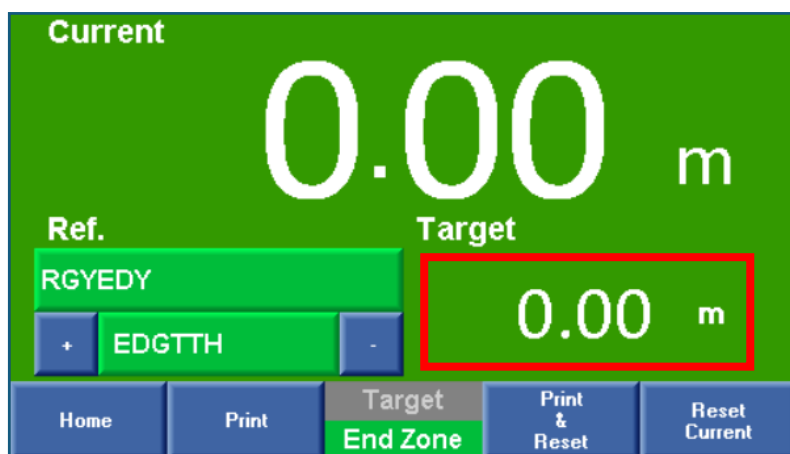 Current
0.00 m
Ref.
Target
RGYEDY
0.00 m
+ EDGTTH -
Home
Print
Target
End Zone
Print
&
Reset
Reset
Current